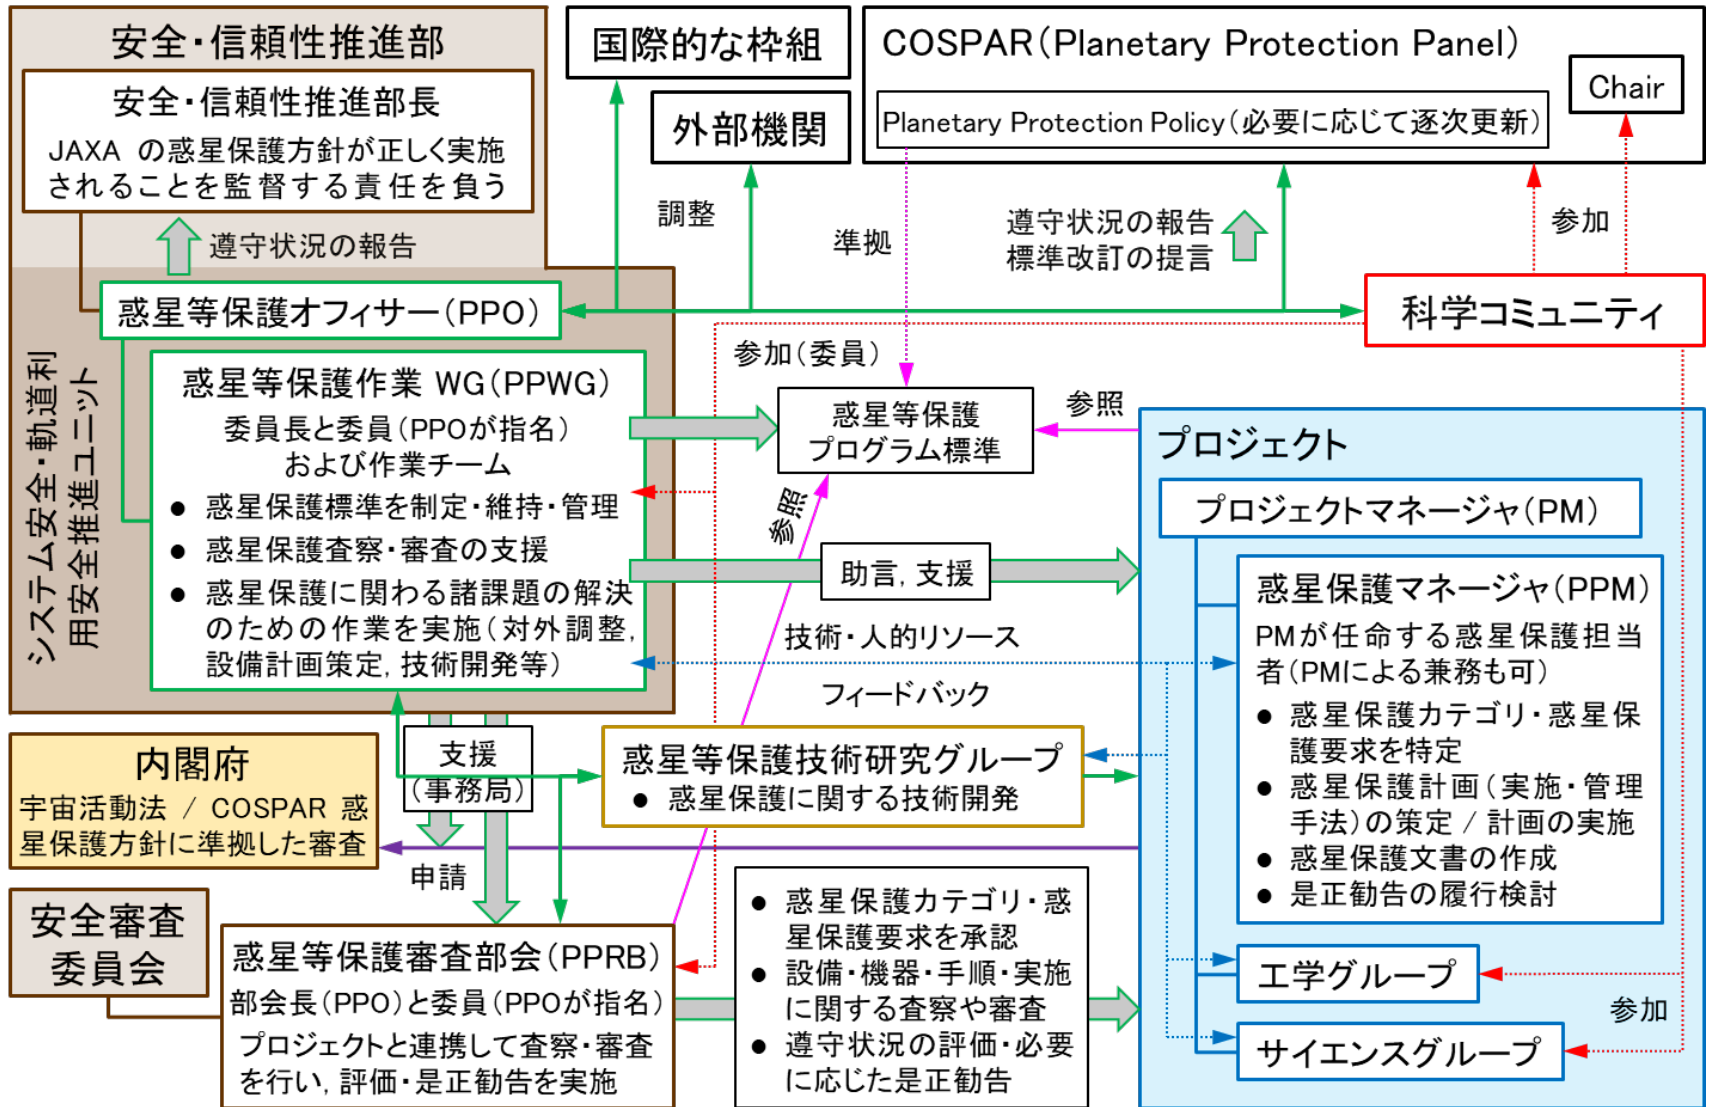 安全・信頼性推進部
安全・信頼性推進部長
JAXA の惑星保護方針が正しく実施
されることを監督する責任を負う
遵守状況の報告
国際的な枠組
外部機関
調整
COSPAR(Planetary Protection Panel)
Chair
Planetary Protection Policy(必要に応じて逐次更新)
準拠
遵守状況の報告
標準改訂の提言
参加
システム安全・軌道利
用安全推進ユニット
惑星等保護オフィサー(PPO)
科学コミュニティ
惑星等保護作業 WG(PPWG)
委員長と委員(PPOが指名)
および作業チーム
● 惑星保護標準を制定・維持・管理
● 惑星保護査察・審査の支援
● 惑星保護に関わる諸課題の解決
のための作業を実施(対外調整,
設備計画策定, 技術開発等)
参加(委員)
惑星等保護
プログラム標準
参照
参照
助言, 支援
技術・人的リソース
フィードバック
プロジェクト
プロジェクトマネージャ(PM)
惑星保護マネージャ(PPM)
PMが任命する惑星保護担当
者(PMによる兼務も可)
● 惑星保護カテゴリ・惑星保
護要求を特定
● 惑星保護計画(実施・管理
手法)の策定 / 計画の実施
● 惑星保護文書の作成
● 是正勧告の履行検討
工学グループ
サイエンスグループ
参加
内閣府
宇宙活動法 / COSPAR 惑
星保護方針に準拠した審査
支援
(事務局)
申請
惑星等保護技術研究グループ
● 惑星保護に関する技術開発
安全審査
委員会
惑星等保護審査部会(PPRB)
部会長(PPO)と委員(PPOが指名)
プロジェクトと連携して査察・審査
を行い, 評価・是正勧告を実施
● 惑星保護カテゴリ・惑
星保護要求を承認
● 設備・機器・手順・実施
に関する査察や審査
● 遵守状況の評価・必要
に応じた是正勧告